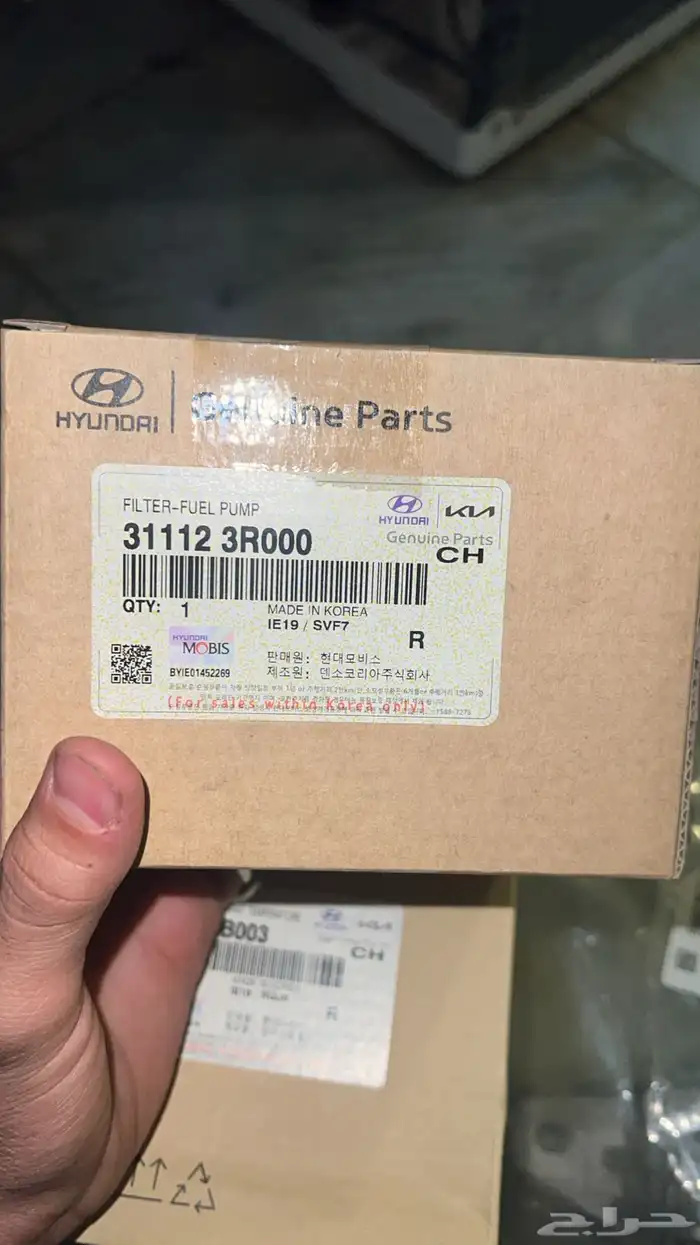 HYUNDAI
Genuine Parts
FILTER-FUEL PUMP
HYUNDAI KIA
31112 3R000
Genuine Parts
CH
QTY: 1
MADE IN KOREA
IE19 / SVF7
R
HYUNDAI
MOBIS
판매원: 현대모비스
제조원: 덴소코리아주식회사
BYIE01452269
(For sales within Korea only)
B003
CH
حراج